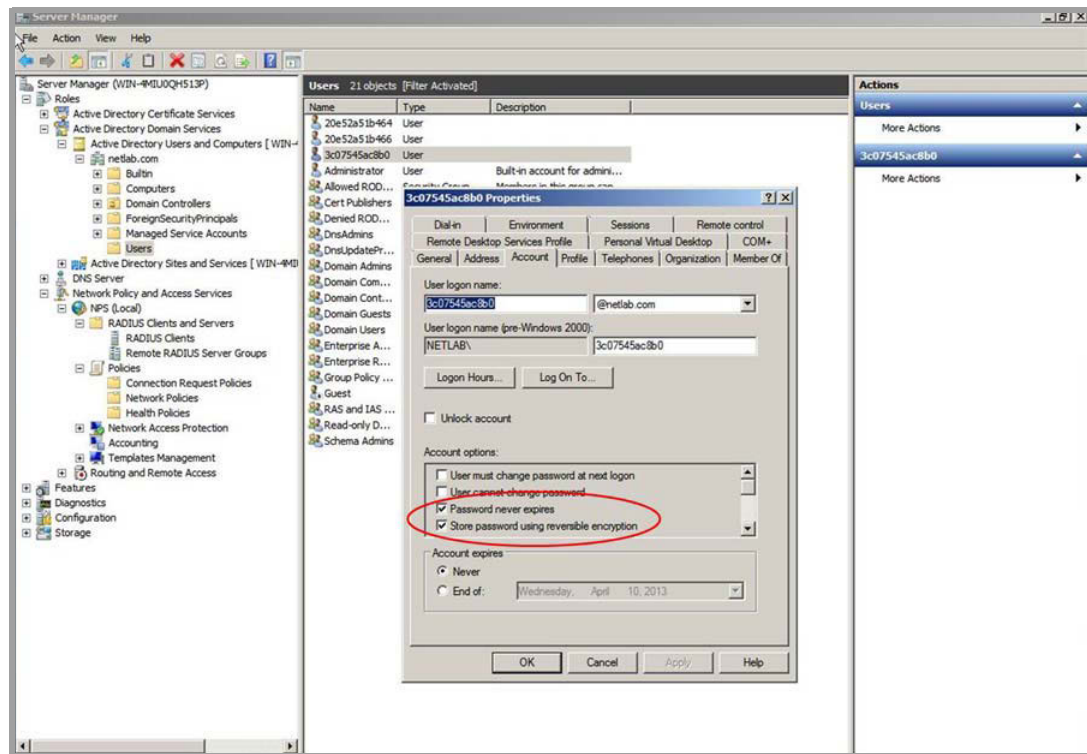 Server Manager
File Action View Help
Server Manager (WIN-4MIU0QH513P)
Roles
Active Directory Certificate Services
Active Directory Domain Services
Active Directory Users and Computers [ WIN-4
netlab.com
Builtin
Computers
Domain Controllers
ForeignSecurityPrincipals
Managed Service Accounts
Users
Active Directory Sites and Services [ WIN-4MI
DNS Server
Network Policy and Access Services
NPS (Local)
RADIUS Clients and Servers
RADIUS Clients
Remote RADIUS Server Groups
Policies
Connection Request Policies
Network Policies
Health Policies
Network Access Protection
Accounting
Templates Management
Routing and Remote Access
Features
Diagnostics
Configuration
Storage
Users 21 objects [Filter Activated]
Name Type Description
20e52a51b464 User
20e52a51b466 User
3c07545ac8b0 User
Administrator User Built-in account for admini...
Allowed ROD... Security Group Members in this group can...
Cert Publishers
Denied ROD...
DnsAdmins
DnsUpdatePr...
Domain Admins
Domain Com...
Domain Cont...
Domain Guests
Domain Users
Enterprise A...
Enterprise R...
Group Policy ...
Guest
RAS and IAS ...
Read-only D...
Schema Admins
3c07545ac8b0 Properties
Dial-in Environment Sessions Remote control
Remote Desktop Services Profile Personal Virtual Desktop COM+
General Address Account Profile Telephones Organization Member Of
User logon name:
3c07545ac8b0 @netlab.com
User logon name (pre-Windows 2000):
NETLAB\ 3c07545ac8b0
Logon Hours... Log On To...
Unlock account
Account options:
User must change password at next logon
User cannot change password
Password never expires
Store password using reversible encryption
Account expires
Never
End of: Wednesday, April 10, 2013
OK Cancel Apply Help
Actions
Users
More Actions
3c07545ac8b0
More Actions